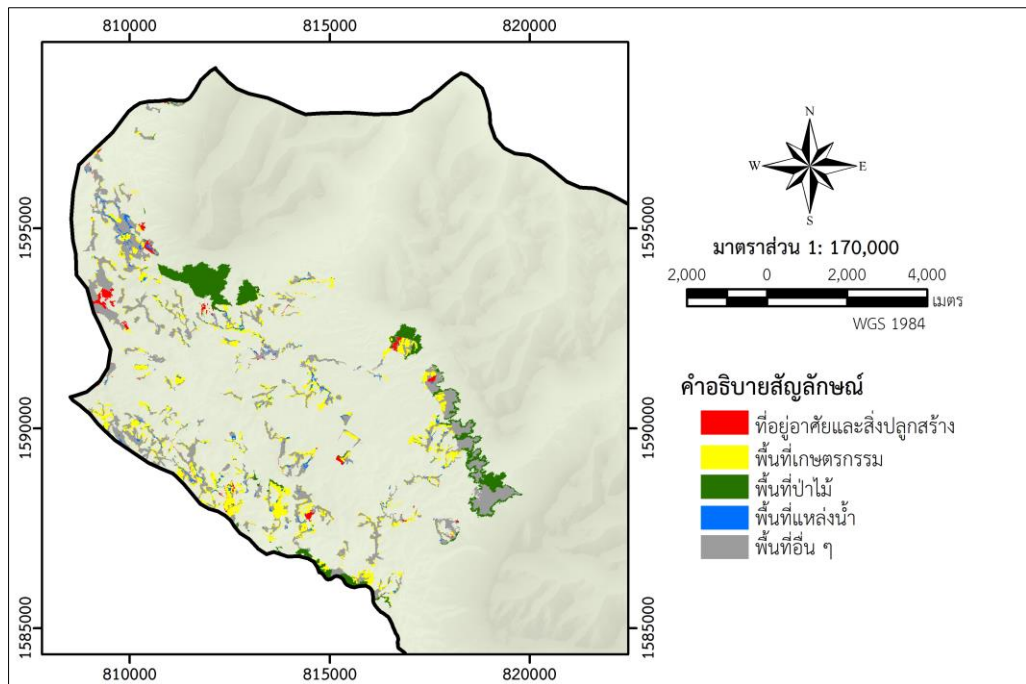 810000 815000 820000
1595000 1595000
1590000 1590000
1585000 1585000
810000 815000 820000
N
W E
S
มาตราส่วน 1: 170,000
2,000 0 2,000 4,000
เมตร
WGS 1984
คำอธิบายสัญลักษณ์
ที่อยู่อาศัยและสิ่งปลูกสร้าง
พื้นที่เกษตรกรรม
พื้นที่ป่าไม้
พื้นที่แหล่งน้ำ
พื้นที่อื่น ๆ